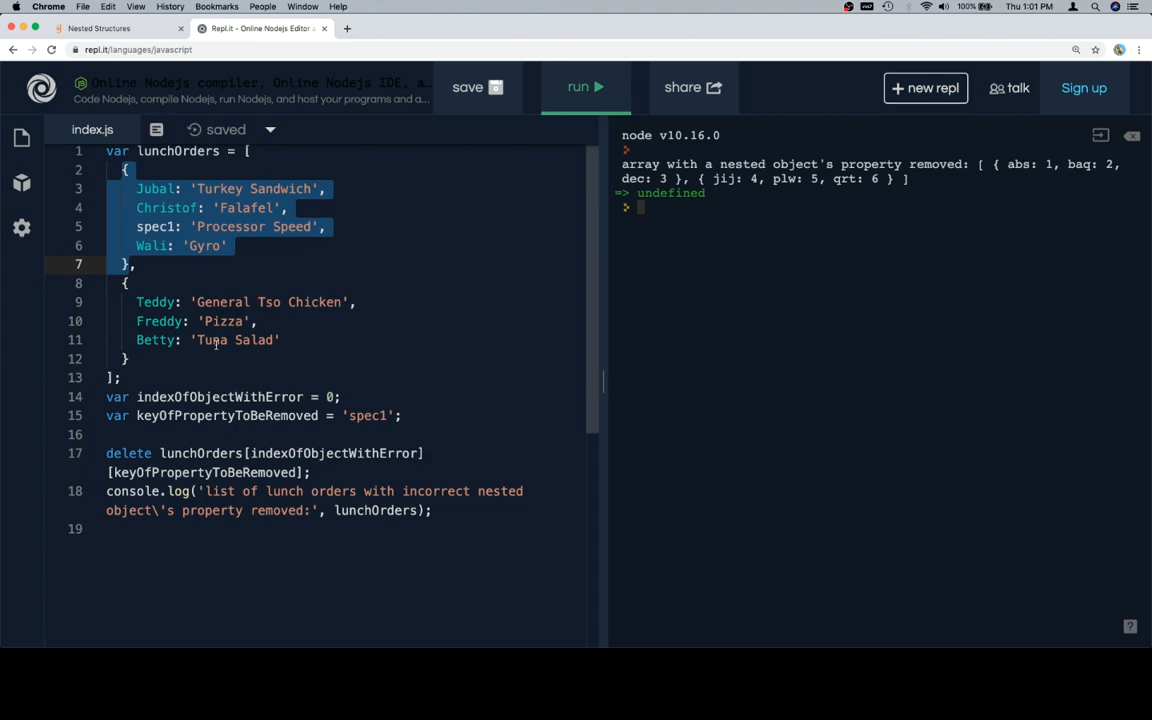 Chrome File Edit View History Bookmarks People Window Help 100% Thu 1:01 PM
Nested Structures Repl.it - Online Nodejs Editor a
repl.it/languages/javascript
Online Nodejs compiler, Online Nodejs IDE, a...
Code Nodejs, compile Nodejs, run Nodejs, and host your programs and a...
save run share + new repl talk Sign up
index.js saved
1 var lunchOrders = [
2 {
3 Jubal: 'Turkey Sandwich',
4 Christof: 'Falafel',
5 spec1: 'Processor Speed',
6 Wali: 'Gyro'
7 },
8 {
9 Teddy: 'General Tso Chicken',
10 Freddy: 'Pizza',
11 Betty: 'Tuna Salad'
12 }
13 ];
14 var indexOfObjectWithError = 0;
15 var keyOfPropertyToBeRemoved = 'spec1';
16
17 delete lunchOrders[indexOfObjectWithError]
[keyOfPropertyToBeRemoved];
18 console.log('list of lunch orders with incorrect nested
object\'s property removed:', lunchOrders);
19
node v10.16.0
array with a nested object's property removed: [ { abs: 1, baq: 2,
dec: 3 }, { jij: 4, plw: 5, qrt: 6 } ]
=> undefined
?